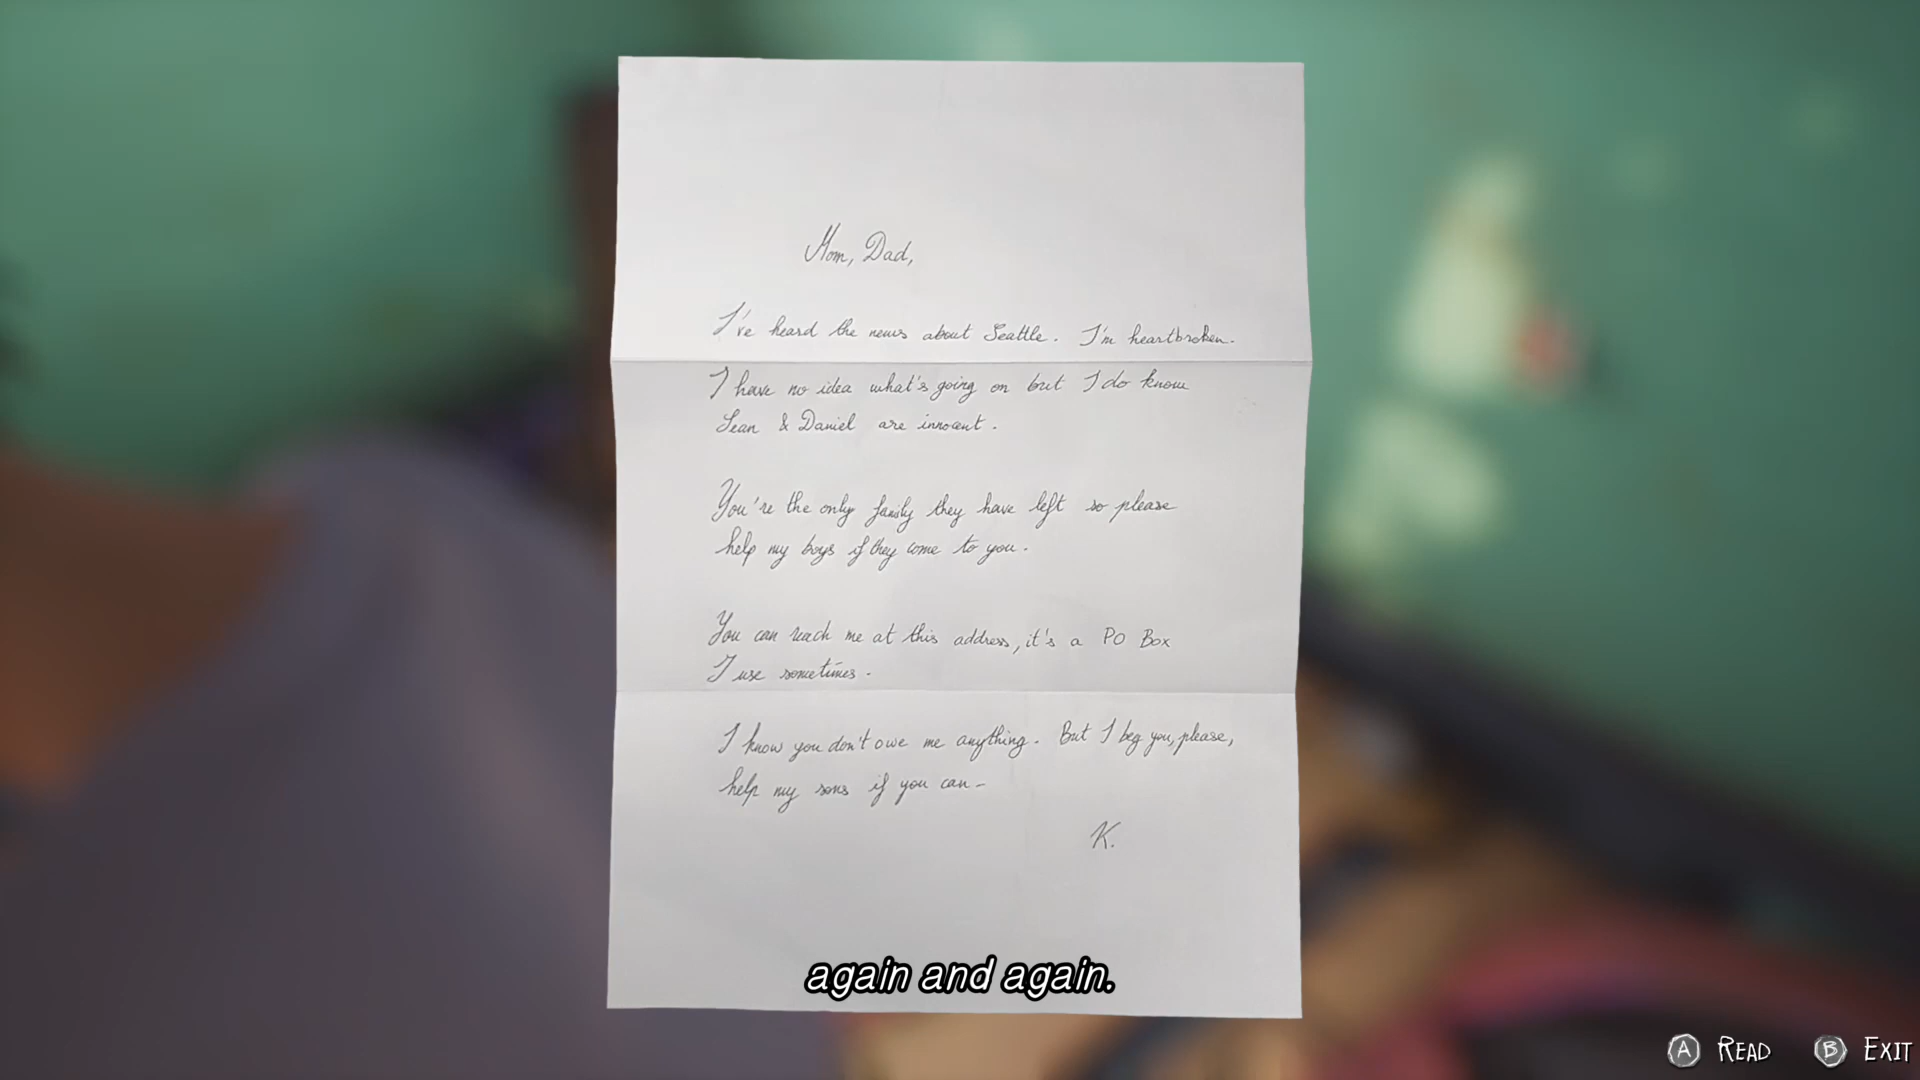 Mom, Dad,
I've heard the news about Seattle. I'm heartbroken.
I have no idea what's going on but I do know
Sean & Daniel are innocent.
You're the only family they have left so please
help my boys if they come to you.
You can reach me at this address, it's a PO Box
I use sometimes.
I know you don't owe me anything. But I beg you, please,
help my sons if you can-
K.
again and again.
A READ B EXIT